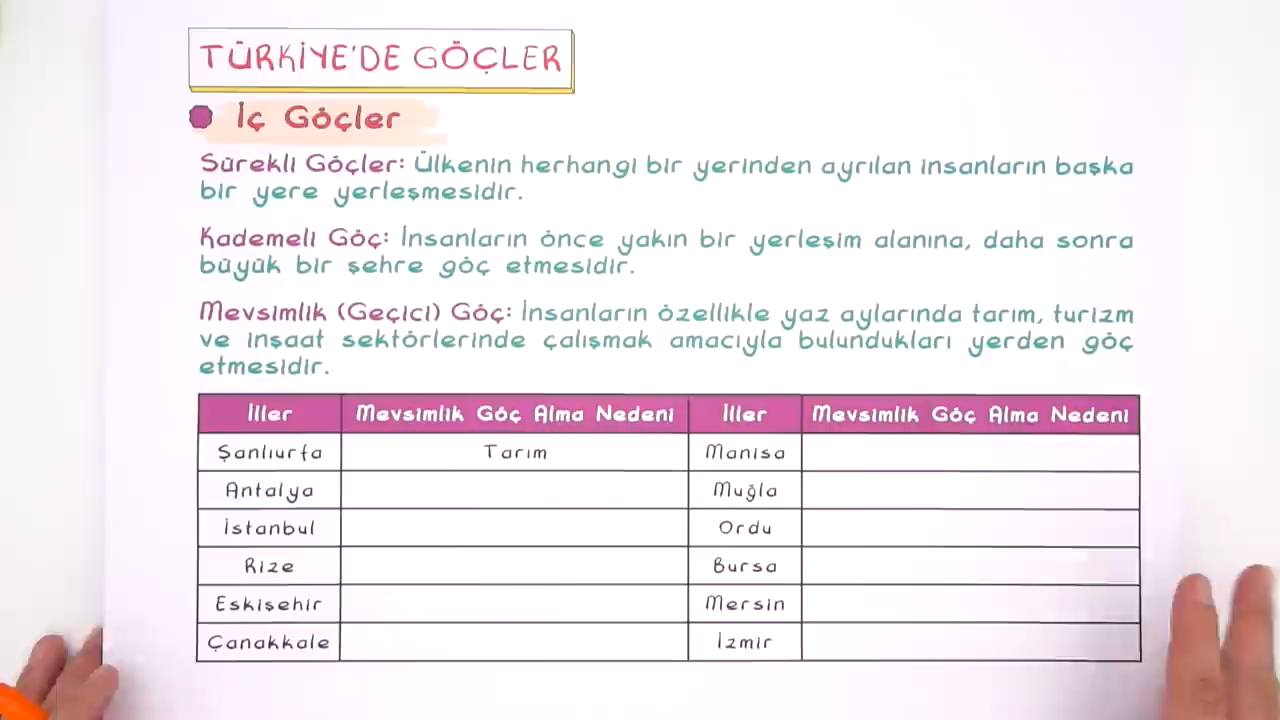 TÜRKİYE'DE GÖÇLER
İç Göçler
Sürekli Göçler: Ülkenin herhangi bir yerinden ayrılan insanların başka
bir yere yerleşmesidir.
Kademeli Göç: İnsanların önce yakın bir yerleşim alanına, daha sonra
büyük bir şehre göç etmesidir.
Mevsimlik (Geçici) Göç: İnsanların özellikle yaz aylarında tarım, turizm
ve inşaat sektörlerinde çalışmak amacıyla bulundukları yerden göç
etmesidir.
İller Mevsimlik Göç Alma Nedeni İller Mevsimlik Göç Alma Nedeni
Şanlıurfa Tarım Manisa
Antalya Muğla
İstanbul Ordu
Rize Bursa
Eskişehir Mersin
Çanakkale İzmir